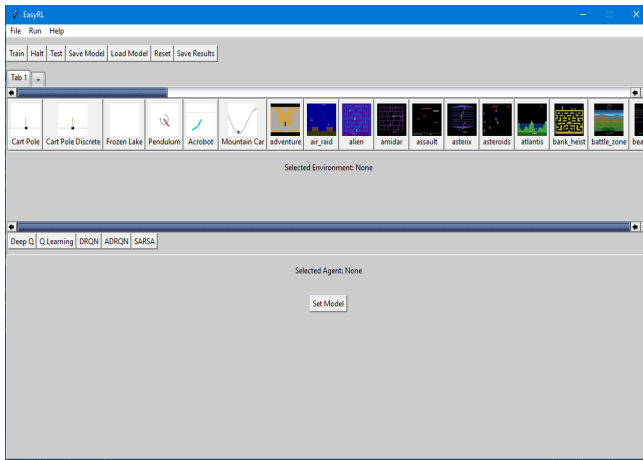 EasyRL
File Run Help
Train Halt Test Save Model Load Model Reset Save Results
Tab 1 +
Cart Pole Cart Pole Discrete Frozen Lake Pendulum Acrobot Mountain Car adventure air_raid alien amidar assault asterix asteroids atlantis bank_heist battle_zone bea
Selected Environment: None
Deep Q Q Learning DRQN ADRQN SARSA
Selected Agent: None
Set Model